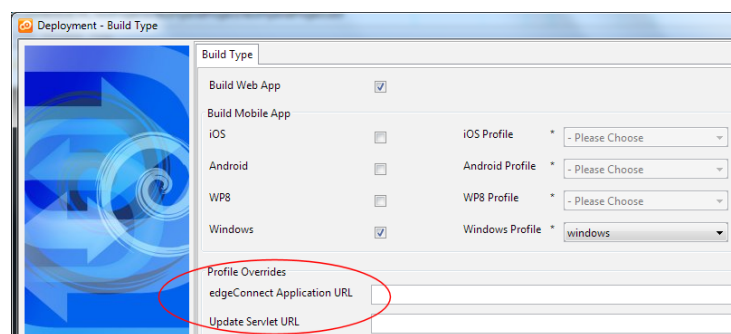 Deployment - Build Type
Build Type
Build Web App
Build Mobile App
iOS iOS Profile * - Please Choose
Android Android Profile * - Please Choose
WP8 WP8 Profile * - Please Choose
Windows Windows Profile * windows
Profile Overrides
edgeConnect Application URL
Update Servlet URL